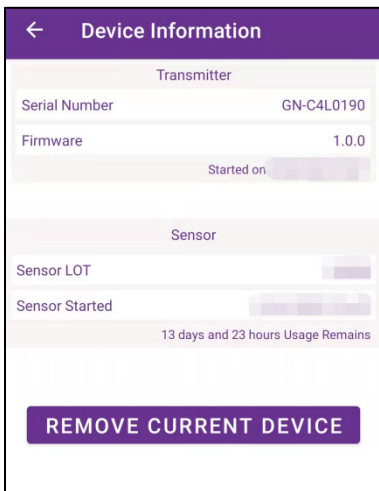 Device Information
Transmitter
Serial Number GN-C4L0190
Firmware 1.0.0
Started on
Sensor
Sensor LOT
Sensor Started
13 days and 23 hours Usage Remains
REMOVE CURRENT DEVICE